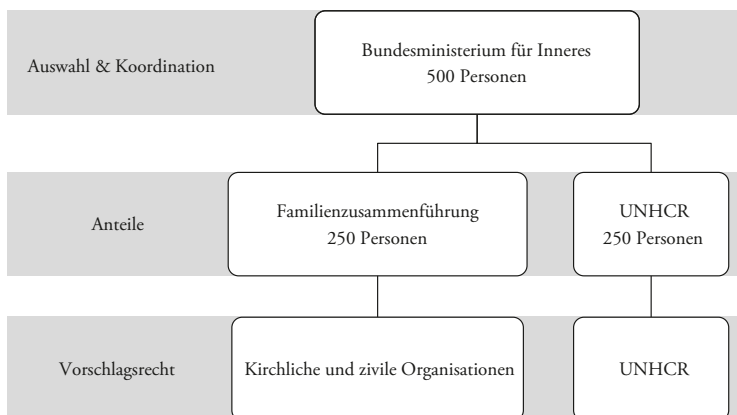 Auswahl & Koordination
Bundesministerium für Inneres
500 Personen
Anteile
Familienzusammenführung
250 Personen
UNHCR
250 Personen
Vorschlagsrecht
Kirchliche und zivile Organisationen
UNHCR